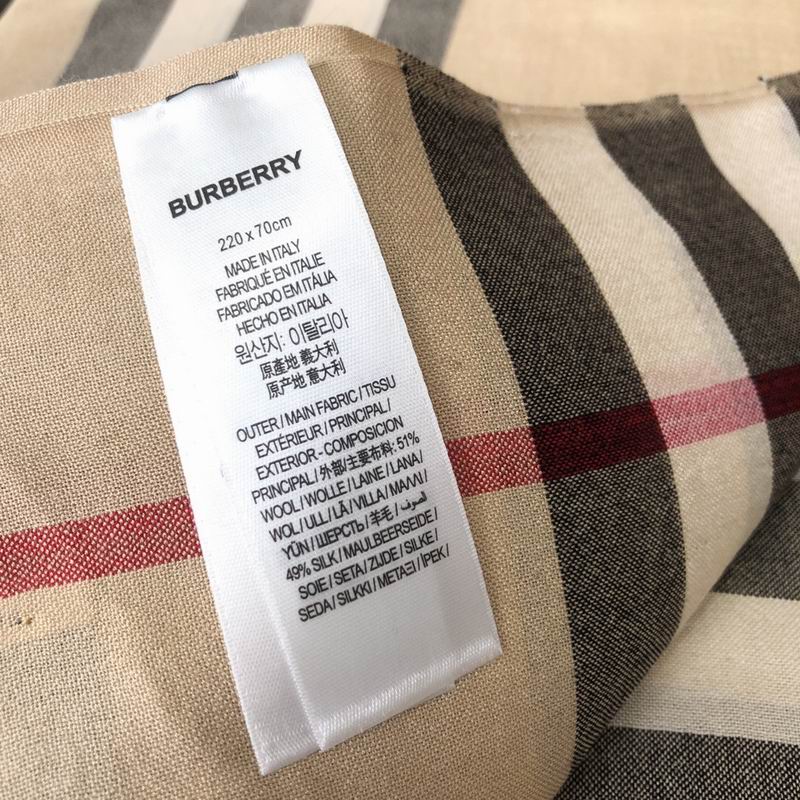 BURBERRY
220 x 70cm
MADE IN ITALY
FABRIQUÉ EN ITALIE
FABRICADO EM ITÁLIA
HECHO EN ITALIA
원산지: 이탈리아
原產地 義大利
原产地 意大利
OUTER / MAIN FABRIC / TISSU
EXTÉRIEUR / PRINCIPAL /
EXTERIOR - COMPOSICION
PRINCIPAL / 外部/主要布料: 51%
WOOL / WOLLE / LAINE / LANA /
WOL / ULL / LÃ / VILLA / ΜΑΛΛΙ /
YÜN / ШЕРСТЬ / 羊毛 / الصوف /
49% SILK / MAULBEERSEIDE /
SOIE / SETA / ZIJDE / SILKE /
SEDA / SILKKI / ΜΕΤΑΞΙ / İPEK /